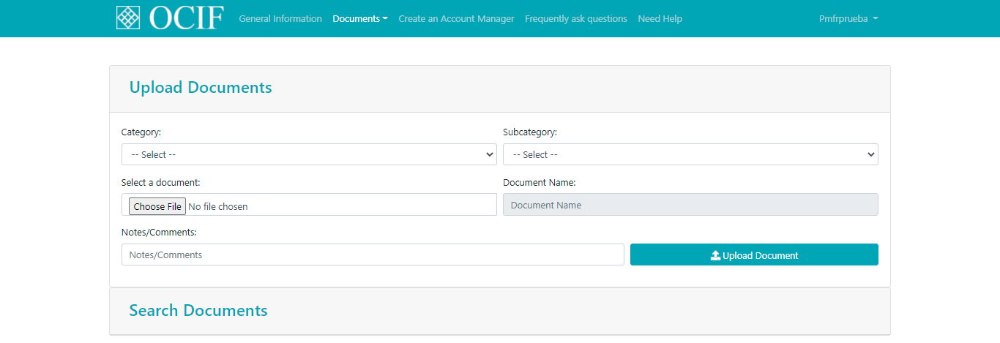 OCIF General Information Documents Create an Account Manager Frequently ask questions Need Help Pmfrprueba
Upload Documents
Category: Subcategory:
-- Select -- -- Select --
Select a document: Document Name:
Choose File No file chosen Document Name
Notes/Comments:
Notes/Comments Upload Document
Search Documents